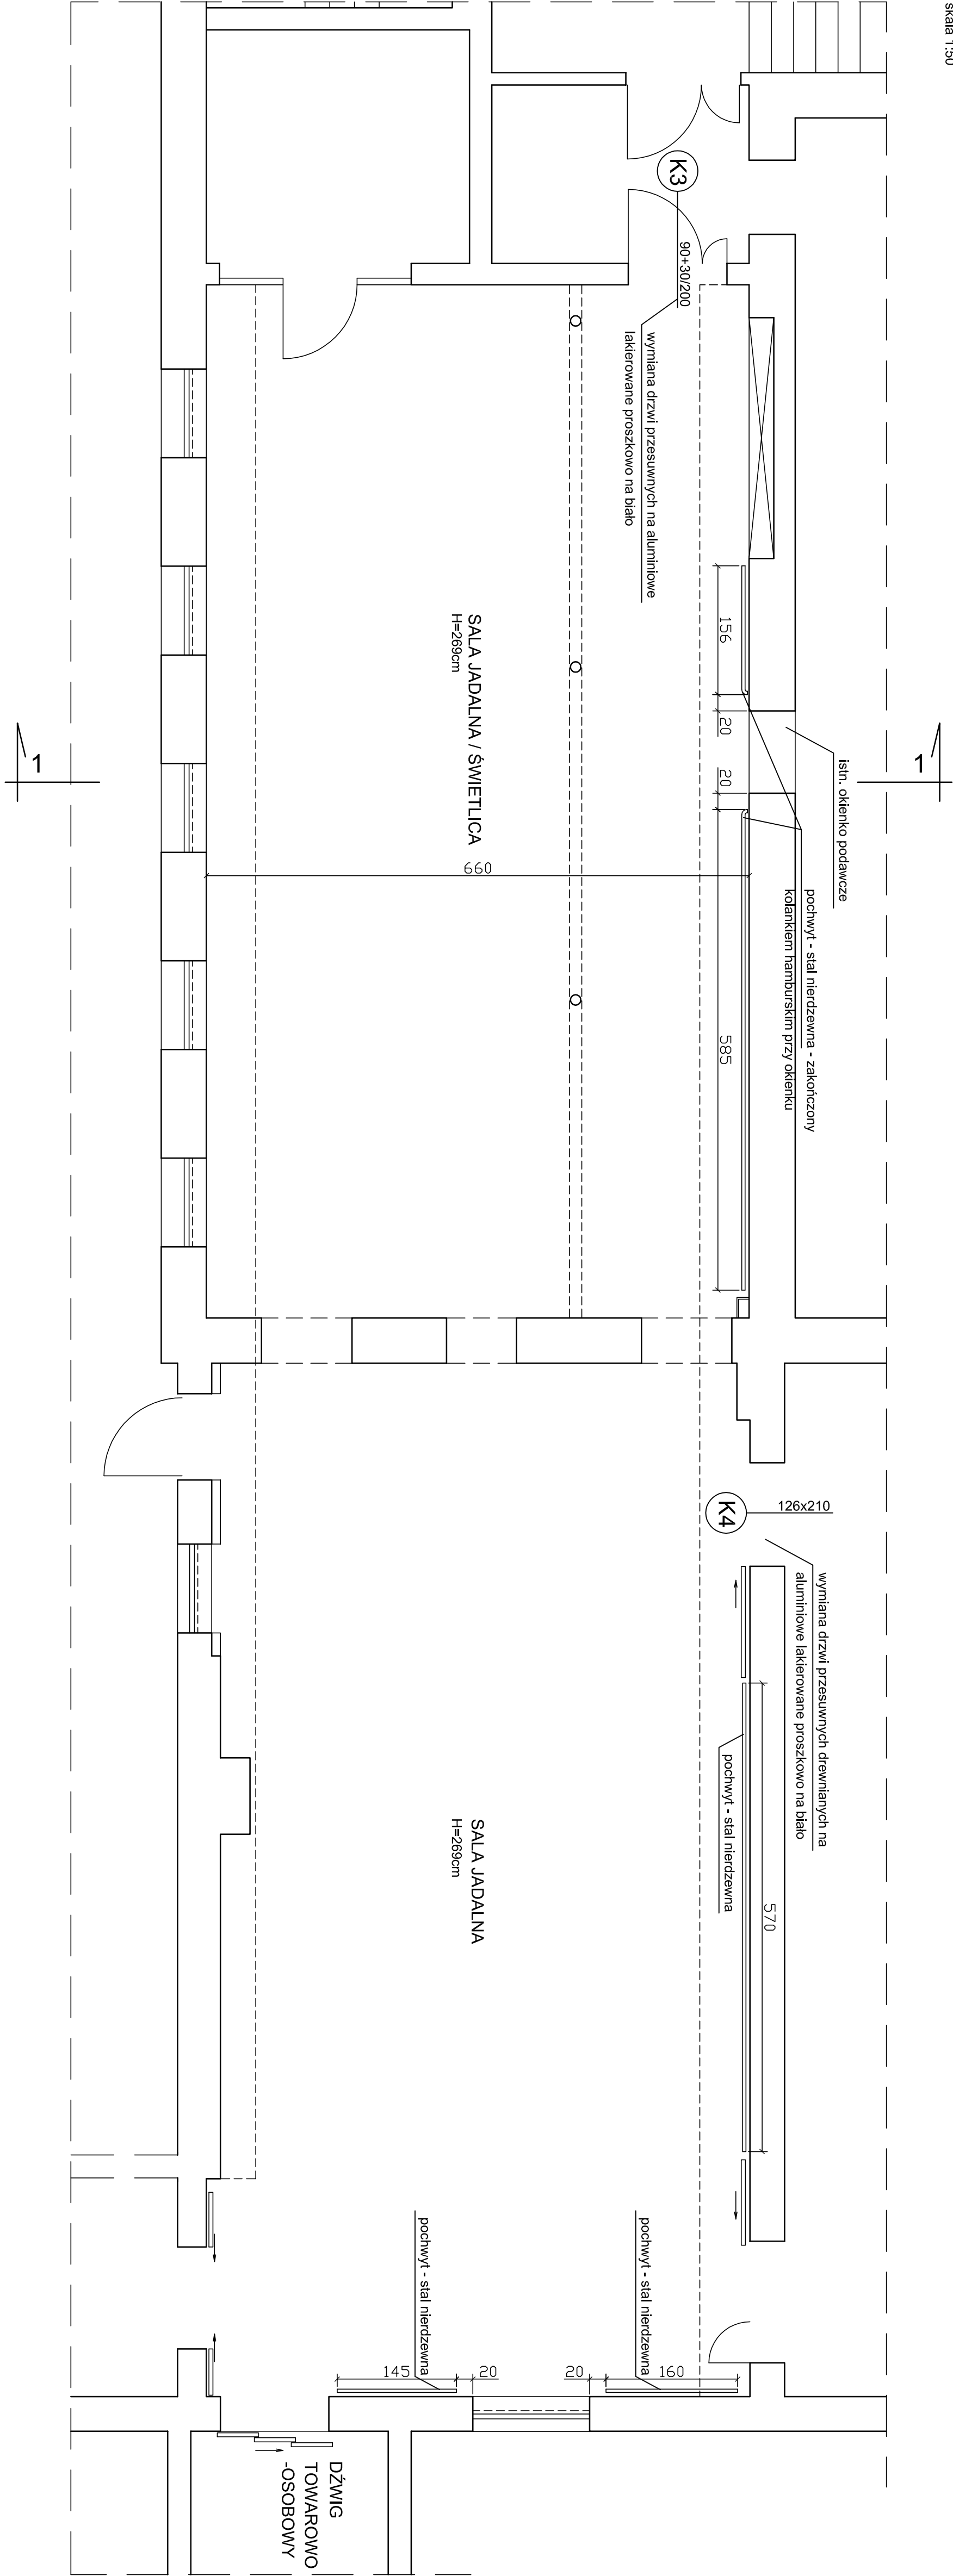 skala 1:50
K3
90+30/200
wymiana drzwi przesuwnych na aluminiowe
lakierowane proszkowo na biało
SALA JADALNA / ŚWIETLICA
H=269cm
156
20
20
585
660
istn. okienko podawcze
pochwyt - stal nierdzewna - zakończony
kolankiem hamburskim przy okienku
1
1
K4
126x210
wymiana drzwi przesuwnych drewnianych na
aluminiowe lakierowane proszkowo na biało
pochwyt - stal nierdzewna
570
SALA JADALNA
H=269cm
pochwyt - stal nierdzewna
pochwyt - stal nierdzewna
145
20
20
160
DŹWIG
TOWAROWO
-OSOBOWY